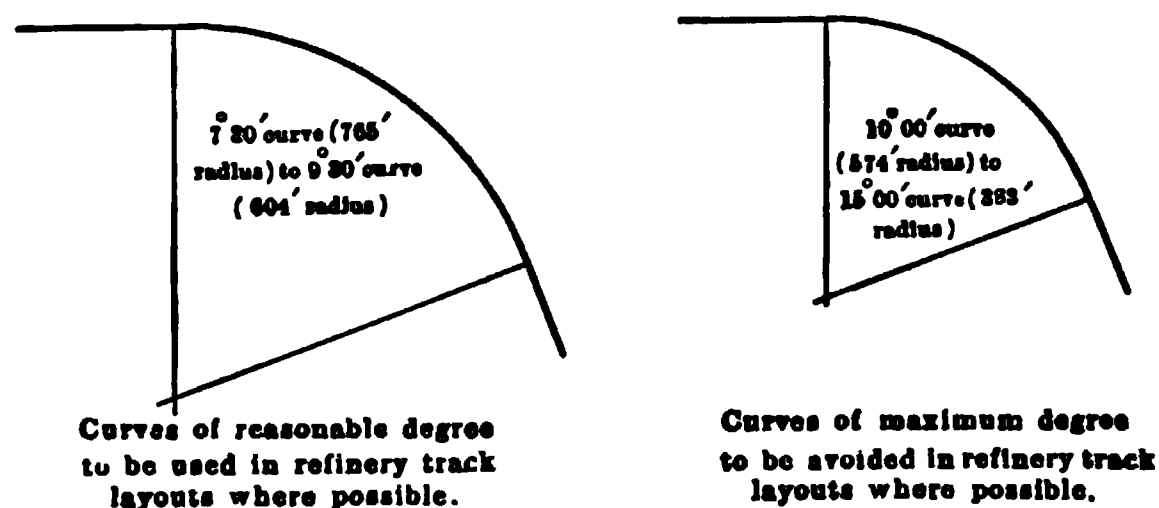 7°30′curve (765′
radius) to 9°30′curve
(604′ radius)
Curves of reasonable degree
to be used in refinery track
layouts where possible.
10°00′curve
(574′radius) to
15°00′curve (383′
radius)
Curves of maximum degree
to be avoided in refinery track
layouts where possible.